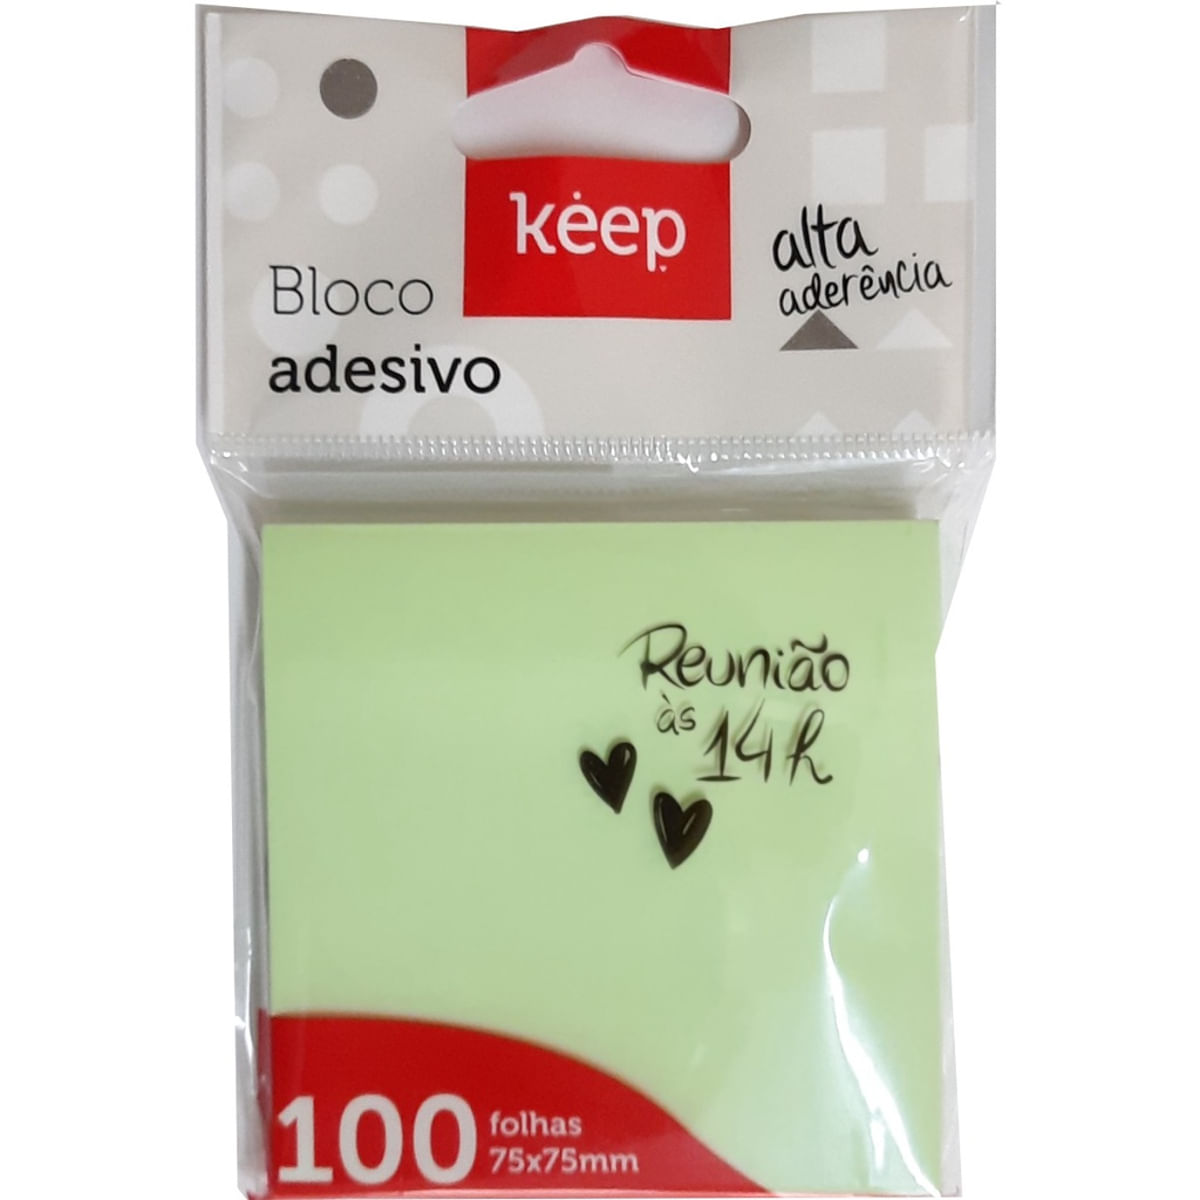 kėep
alta
aderência
Bloco
adesivo
Reunião
às 14h
100
folhas
75x75mm